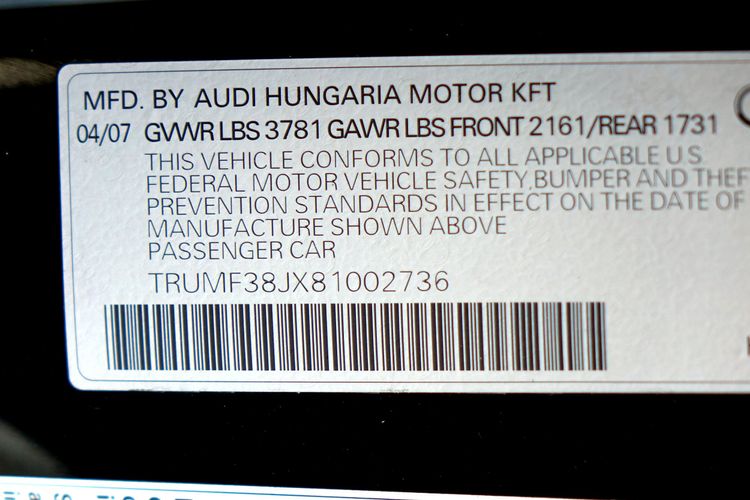 MFD. BY AUDI HUNGARIA MOTOR KFT
04/07 GVWR LBS 3781 GAWR LBS FRONT 2161/REAR 1731
THIS VEHICLE CONFORMS TO ALL APPLICABLE U.S.
FEDERAL MOTOR VEHICLE SAFETY, BUMPER AND THEF
PREVENTION STANDARDS IN EFFECT ON THE DATE OF
MANUFACTURE SHOWN ABOVE
PASSENGER CAR
TRUMF38JX81002736